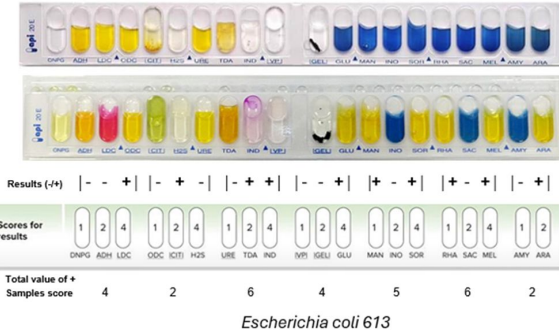 api 20 E
ONPG ADH LDC ODC |CIT| H2S URE TDA IND |VP| |GEL| GLU MAN INO SOR RHA SAC MEL AMY ARA
api 20 E
ONPG ADH LDC ODC |CIT| H2S URE TDA IND |VP| |GEL| GLU MAN INO SOR RHA SAC MEL AMY ARA
Results (-/+) |- - +| |- + -| |- + +| |- - +| |+ - +| |- + +| |- +|
Scores for
results
1 2 4 1 2 4 1 2 4 1 2 4 1 2 4 1 2 4 1 2
ONPG ADH LDC ODC |CIT| H2S URE TDA IND |VP| |GEL| GLU MAN INO SOR RHA SAC MEL AMY ARA
Total value of +
Samples score 4 2 6 4 5 6 2
Escherichia coli 613